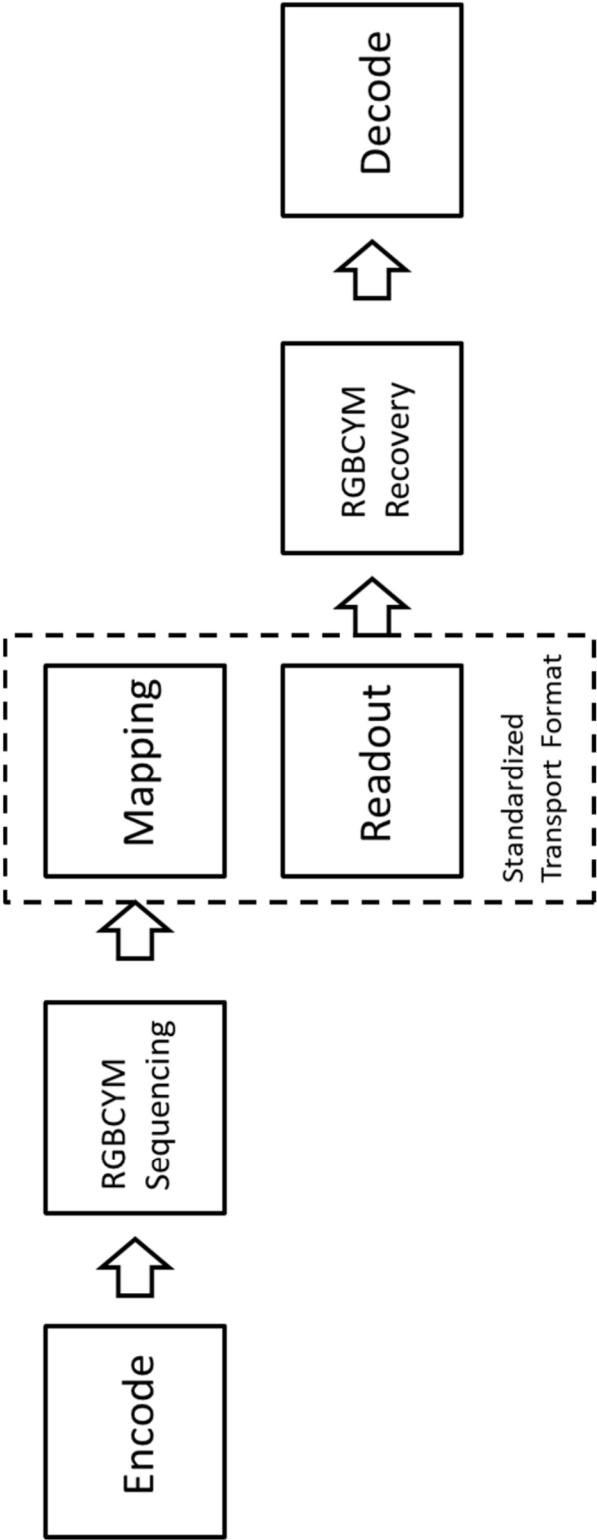 Encode
RGBCYM
Sequencing
Mapping
Readout
Standardized
Transport Format
RGBCYM
Recovery
Decode